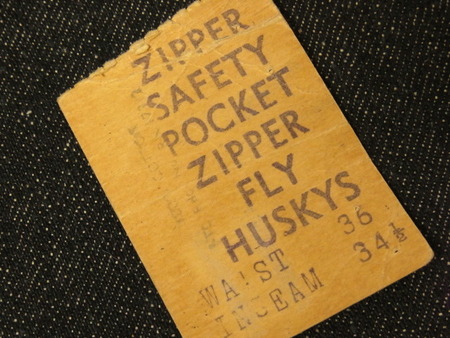 ZIPPER
SAFETY
POCKET
ZIPPER
FLY
HUSKYS
WAIST 36
INSEAM 34½